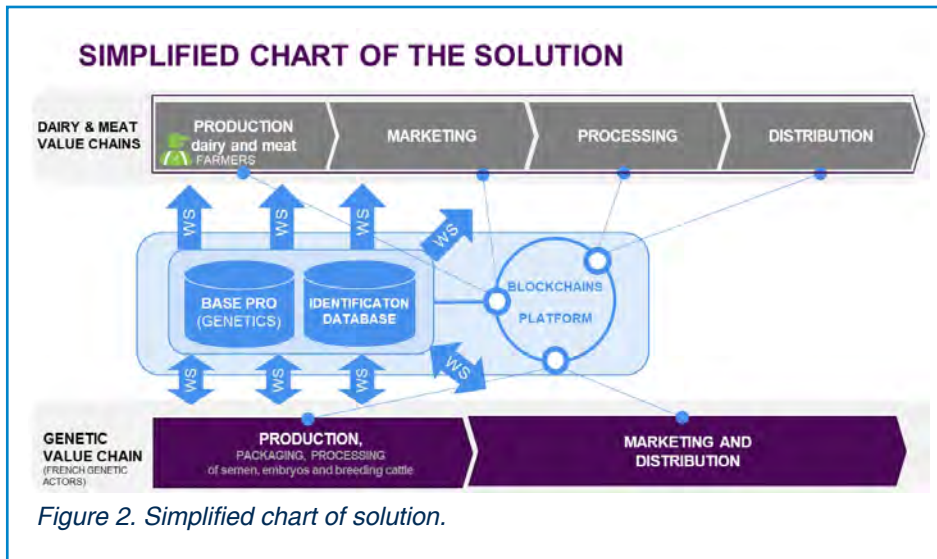 SIMPLIFIED CHART OF THE SOLUTION
DAIRY & MEAT
VALUE CHAINS
PRODUCTION
dairy and meat
FARMERS
MARKETING
PROCESSING
DISTRIBUTION
WS
WS
WS
WS
BASE PRO
(GENETICS)
IDENTIFICATON
DATABASE
BLOCKCHAINS
PLATFORM
WS
WS
WS
WS
GENETIC
VALUE CHAIN
(FRENCH GENETIC
ACTORS)
PRODUCTION,
PACKAGING, PROCESSING
of semen, embryos and breeding cattle
MARKETING AND
DISTRIBUTION
Figure 2. Simplified chart of solution.